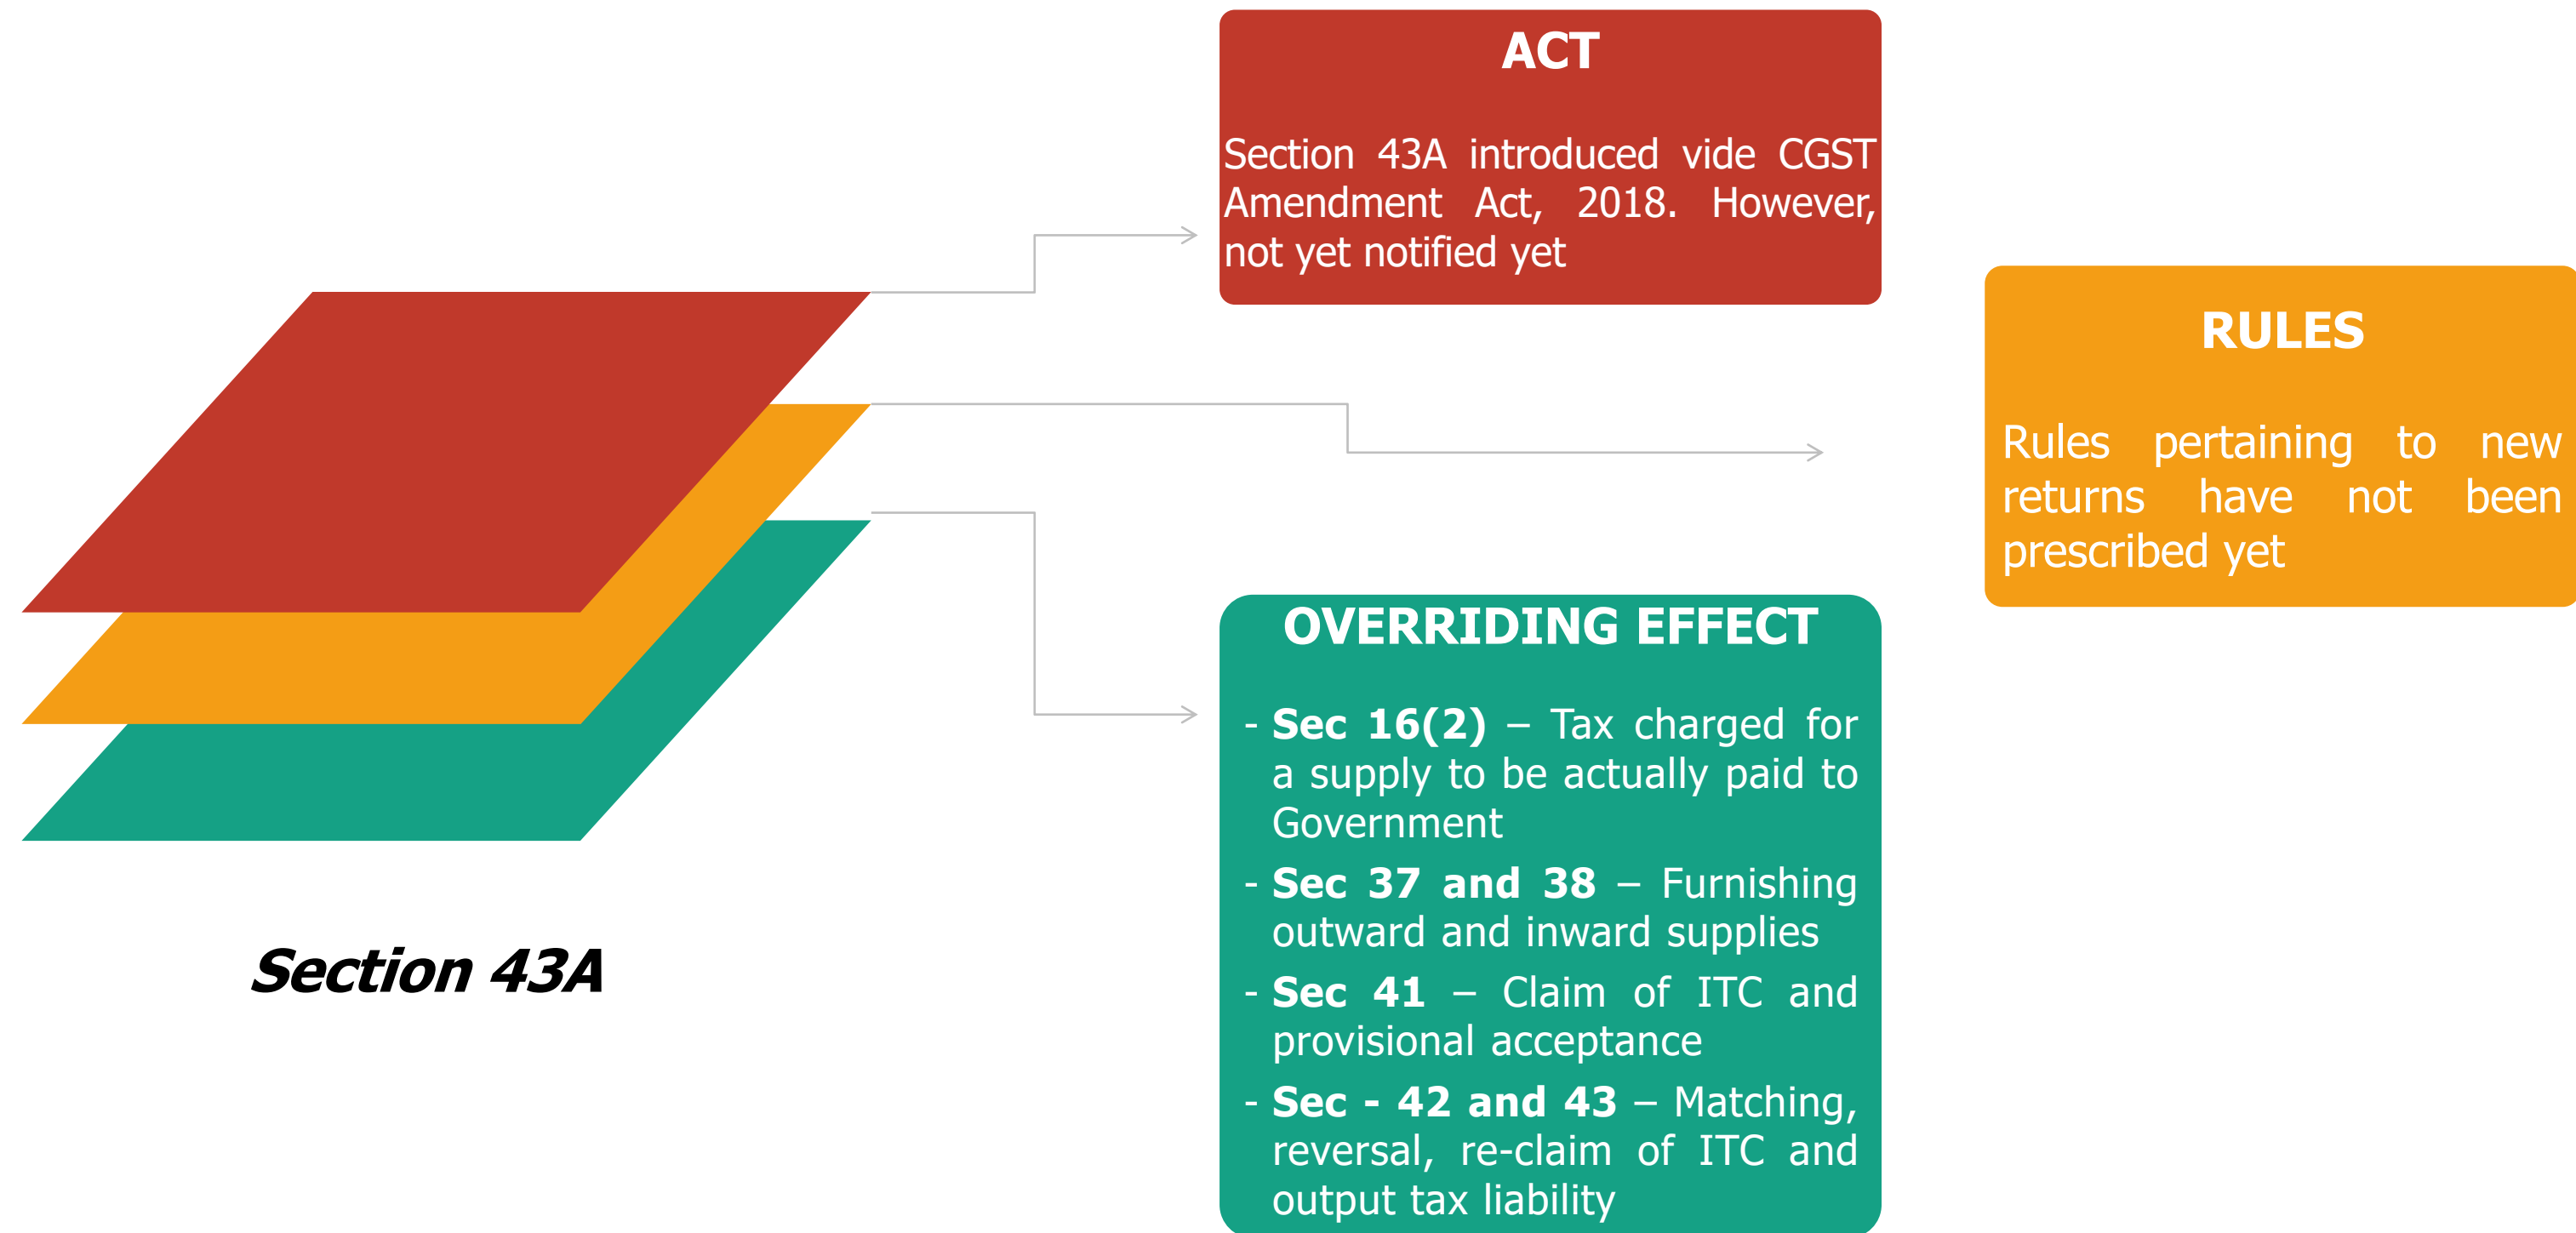 ACT
Section 43A introduced vide CGST
Amendment Act, 2018. However,
not yet notified yet
RULES
Rules pertaining to new
returns have not been
prescribed yet
OVERRIDING EFFECT
- Sec 16(2) – Tax charged for
a supply to be actually paid to
Government
- Sec 37 and 38 – Furnishing
outward and inward supplies
- Sec 41 – Claim of ITC and
provisional acceptance
- Sec - 42 and 43 – Matching,
reversal, re-claim of ITC and
output tax liability
Section 43A